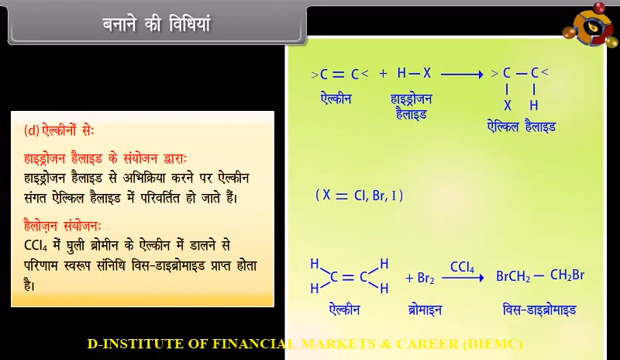 बनाने की विधियां
(d) ऐल्कीनों सेः
हाइड्रोजन हैलाइड के संयोजन द्वाराः
हाइड्रोजन हैलाइड से अभिक्रिया करने पर ऐल्कीन
संगत ऐल्किल हैलाइड में परिवर्तित हो जाते हैं।
हैलोज़न संयोजनः
CCl₄ में घुली ब्रोमीन के ऐल्कीन में डालने से
परिणाम स्वरूप संनिधि विस-डाइब्रोमाइड प्राप्त होता
है।
>C = C< + H – X ⟶ >C – C<
X H
ऐल्कीन हाइड्रोजन
हैलाइड
ऐल्किल हैलाइड
( X = Cl, Br, I )
H H
C = C + Br₂ CCl₄ ⟶ BrCH₂ – CH₂Br
H H
ऐल्कीन ब्रोमाइन विस-डाइब्रोमाइड
D-INSTITUTE OF FINANCIAL MARKETS & CAREER (DIFMC)